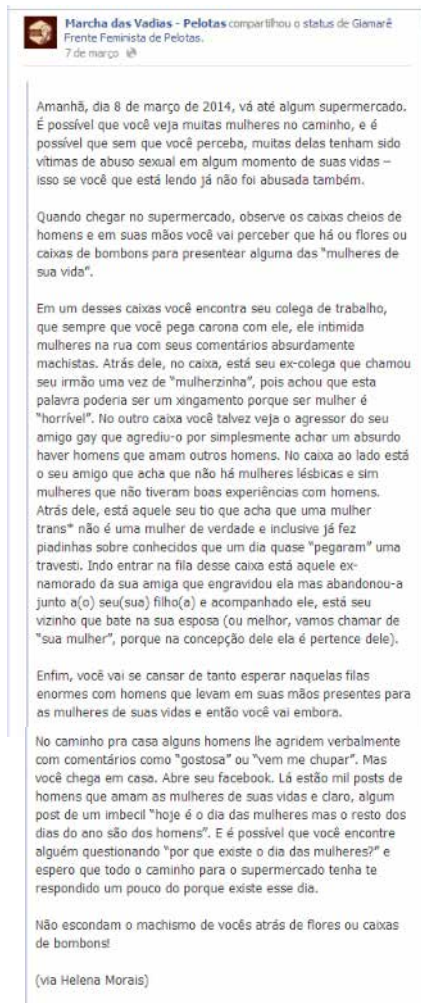 Marcha das Vadias - Pelotas compartilhou o status de Giamarê
Frente Feminista de Pelotas.
7 de março
Amanhã, dia 8 de março de 2014, vá até algum supermercado.
É possível que você veja muitas mulheres no caminho, e é
possível que sem que você perceba, muitas delas tenham sido
vítimas de abuso sexual em algum momento de suas vidas –
isso se você que está lendo já não foi abusada também.
Quando chegar no supermercado, observe os caixas cheios de
homens e em suas mãos você vai perceber que há ou flores ou
caixas de bombons para presentear alguma das "mulheres de
sua vida".
Em um desses caixas você encontra seu colega de trabalho,
que sempre que você pega carona com ele, ele intimida
mulheres na rua com seus comentários absurdamente
machistas. Atrás dele, no caixa, está seu ex-colega que chamou
seu irmão uma vez de "mulherzinha", pois achou que esta
palavra poderia ser um xingamento porque ser mulher é
"horrível". No outro caixa você talvez veja o agressor do seu
amigo gay que agrediu-o por simplesmente achar um absurdo
haver homens que amam outros homens. No caixa ao lado está
o seu amigo que acha que não há mulheres lésbicas e sim
mulheres que não tiveram boas experiências com homens.
Atrás dele, está aquele seu tio que acha que uma mulher
trans* não é uma mulher de verdade e inclusive já fez
piadinhas sobre conhecidos que um dia quase "pegaram" uma
travesti. Indo entrar na fila desse caixa está aquele ex-
namorado da sua amiga que engravidou ela mas abandonou-a
junto a(o) seu(sua) filho(a) e acompanhado ele, está seu
vizinho que bate na sua esposa (ou melhor, vamos chamar de
"sua mulher", porque na concepção dele ela é pertence dele).
Enfim, você vai se cansar de tanto esperar naquelas filas
enormes com homens que levam em suas mãos presentes para
as mulheres de suas vidas e então você vai embora.
No caminho pra casa alguns homens lhe agridem verbalmente
com comentários como "gostosa" ou "vem me chupar". Mas
você chega em casa. Abre seu facebook. Lá estão mil posts de
homens que amam as mulheres de suas vidas e claro, algum
post de um imbecil "hoje é o dia das mulheres mas o resto dos
dias do ano são dos homens". E é possível que você encontre
alguém questionando "por que existe o dia das mulheres?" e
espero que todo o caminho para o supermercado tenha te
respondido um pouco do porque existe esse dia.
Não escondam o machismo de vocês atrás de flores ou caixas
de bombons!
(via Helena Morais)